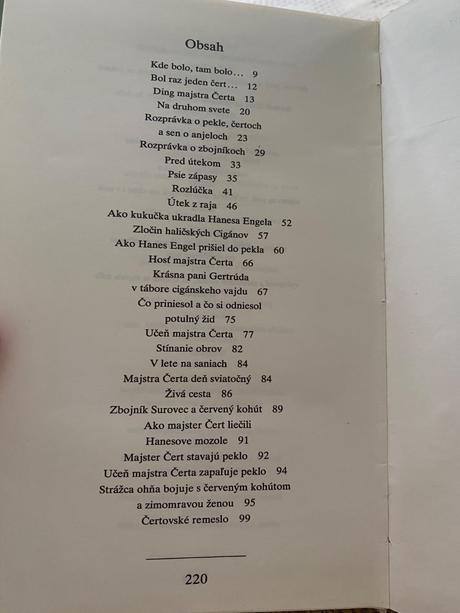 Obsah
Kde bolo, tam bolo... 9
Bol raz jeden čert... 12
Ding majstra Čerta 13
Na druhom svete 20
Rozprávka o pekle, čertoch
a sen o anjeloch 23
Rozprávka o zbojníkoch 29
Pred útekom 33
Psie zápasy 35
Rozlúčka 41
Útek z raja 46
Ako kukučka ukradla Hanesa Engela 52
Zločin haličských Cigánov 57
Ako Hanes Engel prišiel do pekla 60
Hosť majstra Čerta 66
Krásna pani Gertrúda
v tábore cigánskeho vajdu 67
Čo priniesol a čo si odniesol
potulný žid 75
Učeň majstra Čerta 77
Stínanie obrov 82
V lete na saniach 84
Majstra Čerta deň sviatočný 84
Živá cesta 86
Zbojník Surovec a červený kohút 89
Ako majster Čert liečili
Hanesove mozole 91
Majster Čert stavajú peklo 92
Učeň majstra Čerta zapaľuje peklo 94
Strážca ohňa bojuje s červeným kohútom
a zimomravou ženou 95
Čertovské remeslo 99
220